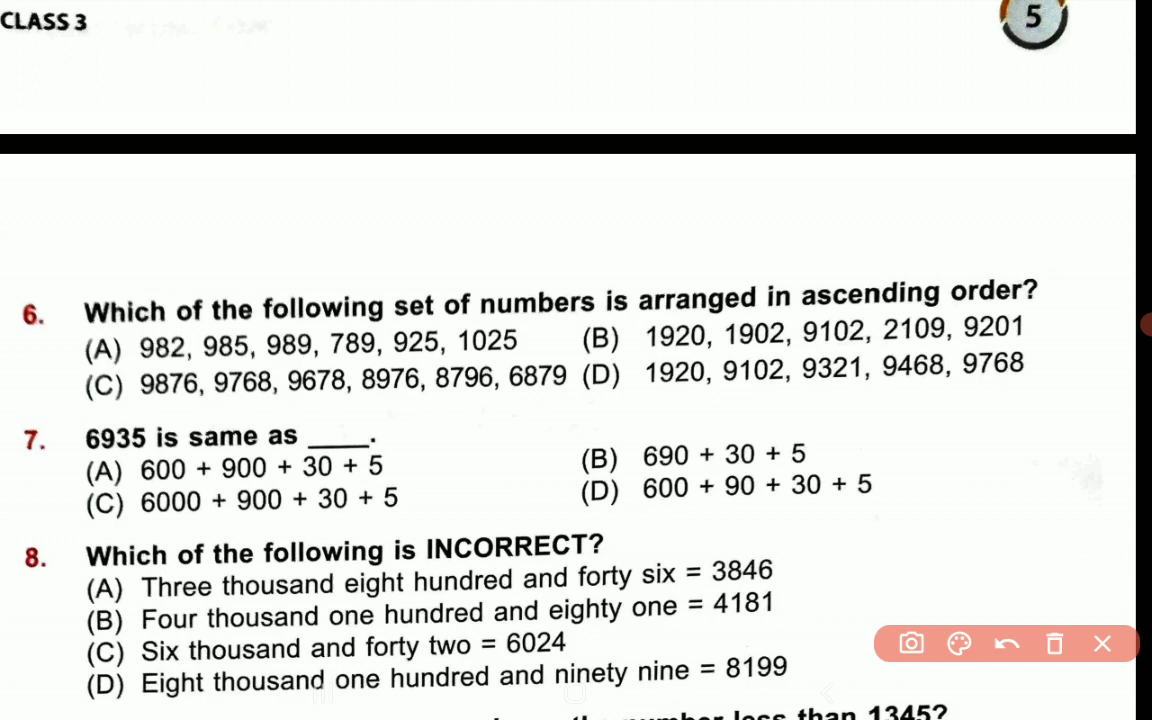 CLASS 3
5
6. Which of the following set of numbers is arranged in ascending order?
(A) 982, 985, 989, 789, 925, 1025 (B) 1920, 1902, 9102, 2109, 9201
(C) 9876, 9768, 9678, 8976, 8796, 6879 (D) 1920, 9102, 9321, 9468, 9768
7. 6935 is same as ____.
(A) 600 + 900 + 30 + 5 (B) 690 + 30 + 5
(C) 6000 + 900 + 30 + 5 (D) 600 + 90 + 30 + 5
8. Which of the following is INCORRECT?
(A) Three thousand eight hundred and forty six = 3846
(B) Four thousand one hundred and eighty one = 4181
(C) Six thousand and forty two = 6024
(D) Eight thousand one hundred and ninety nine = 8199
number less than 1345?